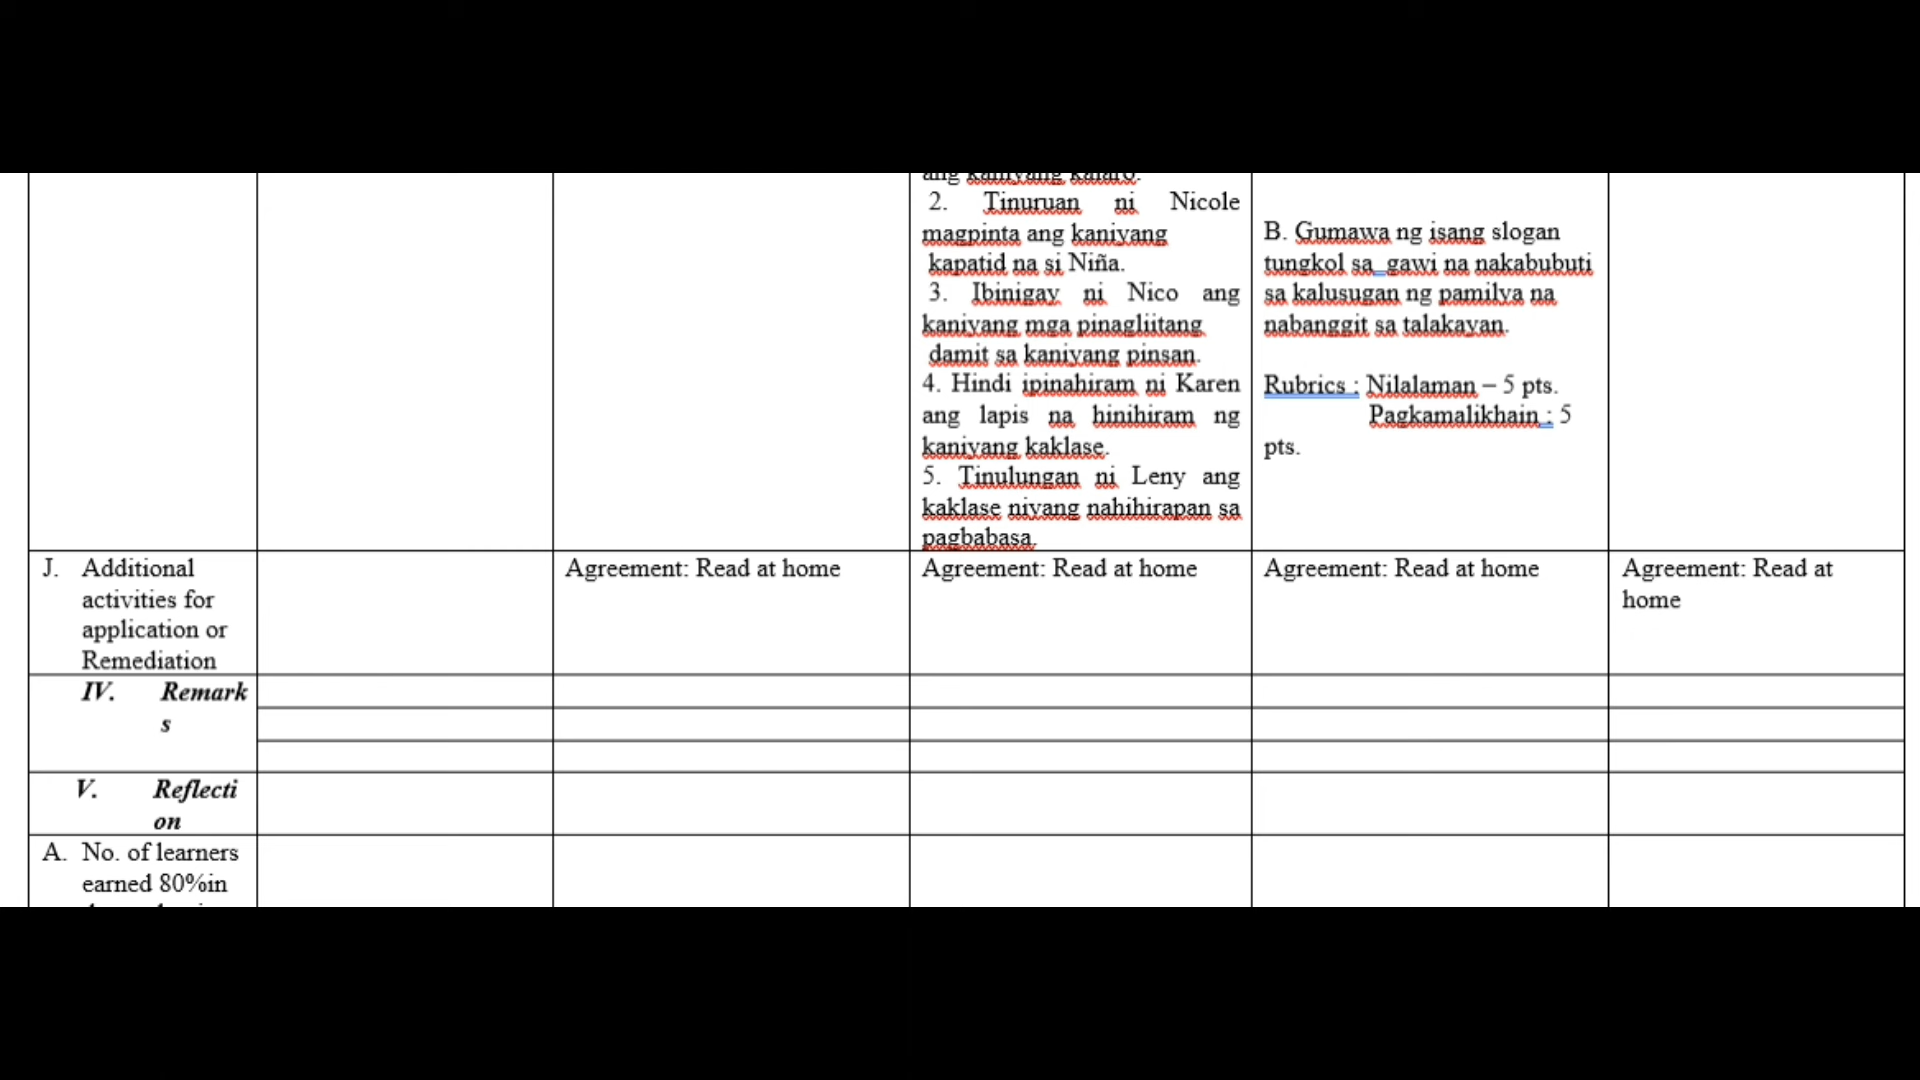 ang kaniyang kalaro.
2. Tinuruan ni Nicole
magpinta ang kaniyang
kapatid na si Niña.
3. Ibinigay ni Nico ang
kaniyang mga pinagliitang
damit sa kaniyang pinsan.
4. Hindi ipinahiram ni Karen
ang lapis na hinihiram ng
kaniyang kaklase.
5. Tinulungan ni Leny ang
kaklase niyang nahihirapan sa
pagbabasa.
B. Gumawa ng isang slogan
tungkol sa gawi na nakabubuti
sa kalusugan ng pamilya na
nabanggit sa talakayan.
Rubrics : Nilalaman – 5 pts.
Pagkamalikhain : 5
pts.
J. Additional
activities for
application or
Remediation
Agreement: Read at home
Agreement: Read at home
Agreement: Read at home
Agreement: Read at
home
IV. Remark
s
V. Reflecti
on
A. No. of learners
earned 80%in